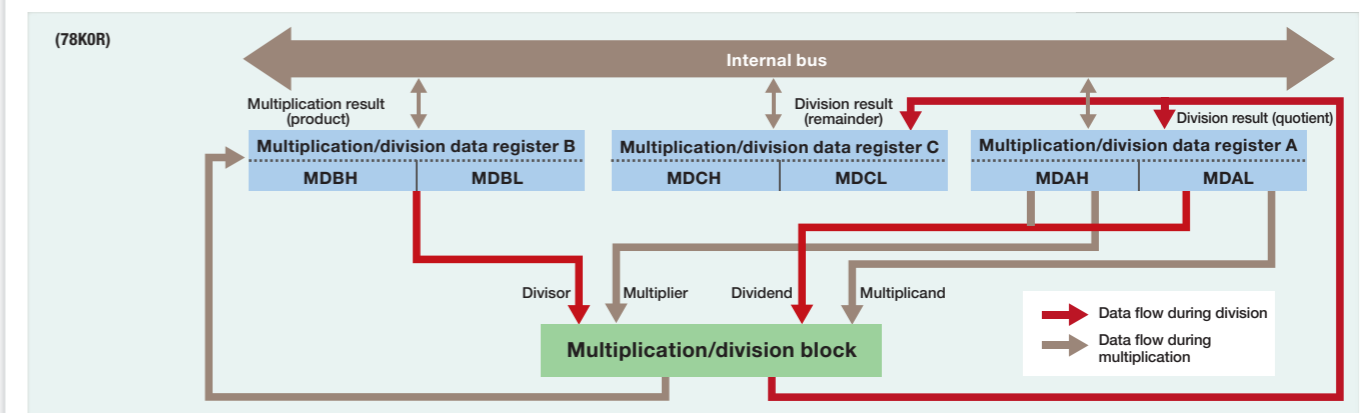 (78K0R)
Internal bus
Multiplication result
(product)
Division result
(remainder)
Division result (quotient)
Multiplication/division data register B
MDBH
MDBL
Multiplication/division data register C
MDCH
MDCL
Multiplication/division data register A
MDAH
MDAL
Divisor
Multiplier
Dividend
Multiplicand
Multiplication/division block
Data flow during division
Data flow during
multiplication